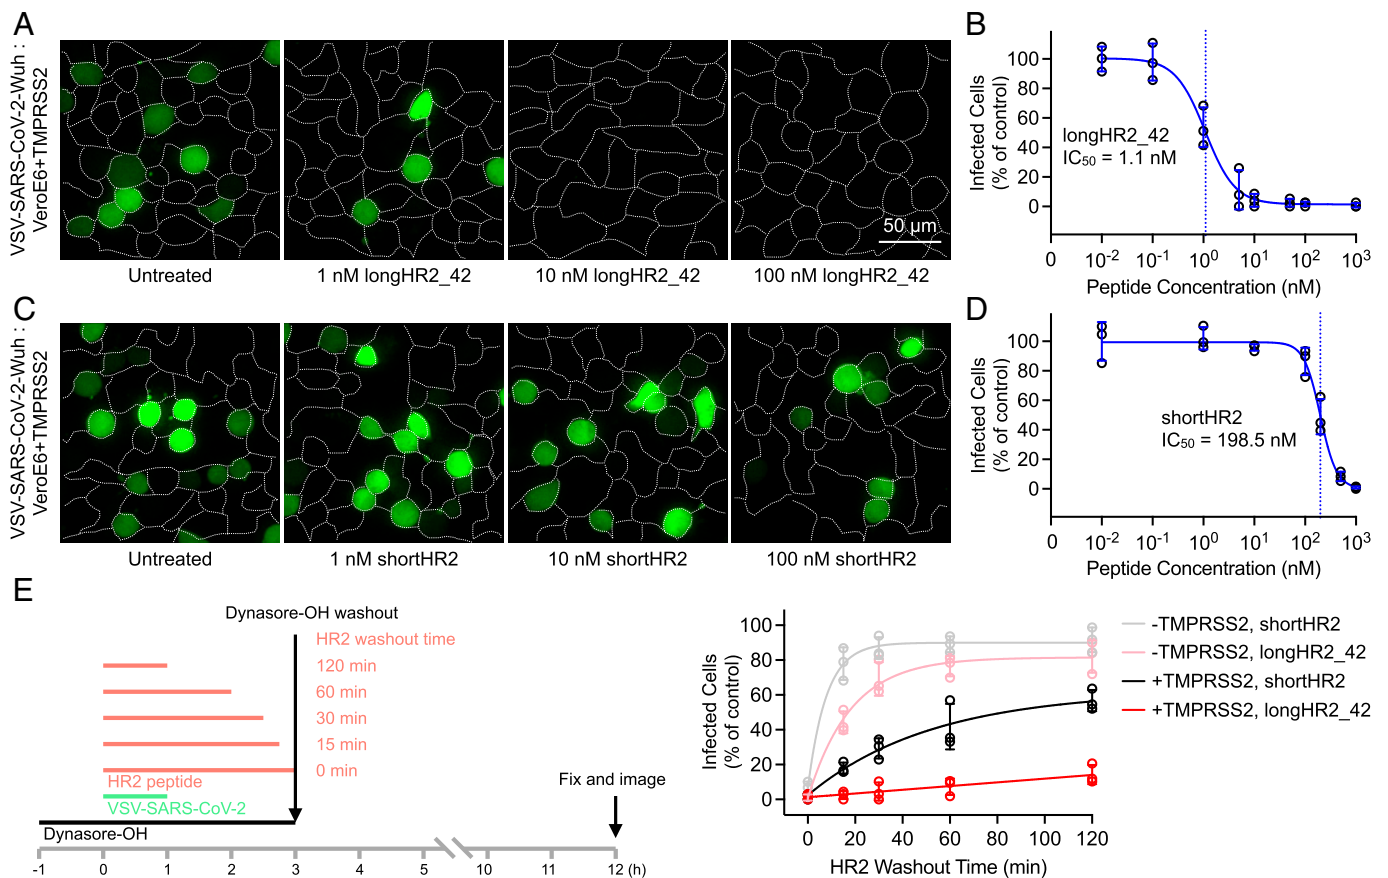 A
VSV-SARS-CoV-2-Wuh :
VeroE6+TMPRSS2
Untreated
1 nM longHR2_42
10 nM longHR2_42
100 nM longHR2_42
50 µm
B
Infected Cells
(% of control)
100
80
60
40
20
0
longHR2_42
IC50 = 1.1 nM
0 10-2 10-1 100 101 102 103
Peptide Concentration (nM)
C
VSV-SARS-CoV-2-Wuh :
VeroE6+TMPRSS2
Untreated
1 nM shortHR2
10 nM shortHR2
100 nM shortHR2
D
Infected Cells
(% of control)
100
80
60
40
20
0
shortHR2
IC50 = 198.5 nM
0 10-2 10-1 100 101 102 103
Peptide Concentration (nM)
E
Dynasore-OH washout
HR2 washout time
120 min
60 min
30 min
15 min
0 min
HR2 peptide
VSV-SARS-CoV-2
Dynasore-OH
Fix and image
-1 0 1 2 3 4 5 10 11 12 (h)
Infected Cells
(% of control)
100
80
60
40
20
0
0 20 40 60 80 100 120
HR2 Washout Time (min)
-TMPRSS2, shortHR2
-TMPRSS2, longHR2_42
+TMPRSS2, shortHR2
+TMPRSS2, longHR2_42